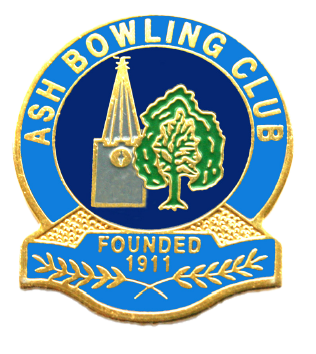 ASH BOWLING CLUB
FOUNDED
1911